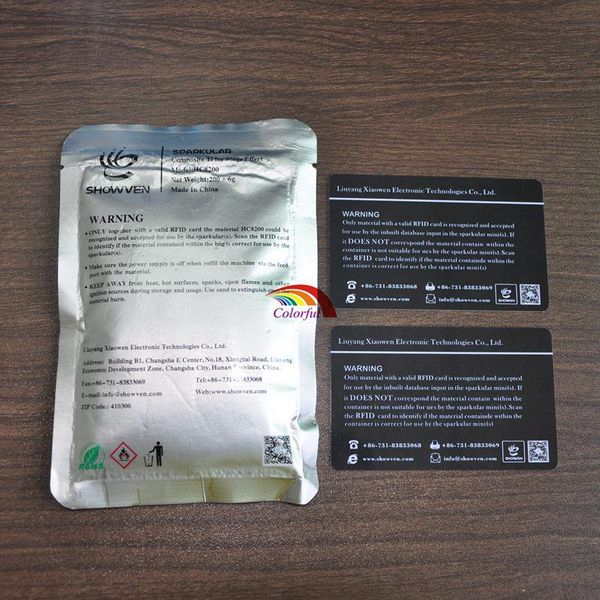 SHOWVEN
SPARKULAR
Composite Ti for Stage Effect
Model:HC8200
Net Weight:200 ± 6g
Made in China
WARNING
• ONLY together with a valid RFID card the material HC8200 could be
recognized and accepted for use by the sparkular(s). Scan the RFID card
to identify if the material contained within the bag is correct for use by the
sparkular(s).
• Make sure the power supply is off when refill the machine via the feed
port with the material.
• KEEP AWAY from heat, hot surfaces, sparks, open flames and other
ignition sources during storage and usage. Use sand to extinguish once the
material burn.
Colorful
Liuyang Xiaowen Electronic Technologies Co., Ltd.
Address: Building B1, Changsha E Center, No.18, Xiangtai Road, Liuyang
Economic Development Zone, Changsha City, Hunan Province, China.
Fax:+86-731-83833069
Tel:+86-731-83833068
E-mail: info@showven.com
Web:www.showven.com
ZIP Code: 410300
ROHS
Liuyang Xiaowen Electronic Technologies Co., Ltd.
WARNING
Only material with a valid RFID card is recognized and accepted
for use by the inbuilt database input in the sparkular mini(s). If
it DOES NOT correspond the material contain within the
container is not suitable for ues by the sparkular mini(s).Scan
the RFID card to identify if the material containde within the
container is correct for use by the sparkular mini(s)
+86-731-83833068
+86-731-83833069
www.showven.com
info@showven.com
SHOWVEN
Liuyang Xiaowen Electronic Technologies Co., Ltd.
WARNING
Only material with a valid RFID card is recognized and accepted
for use by the inbuilt database input in the sparkular mini(s). If
it DOES NOT correspond the material contain within the
container is not suitable for ues by the sparkular mini(s).Scan
the RFID card to identify if the material containde within the
container is correct for use by the sparkular mini(s)
+86-731-83833068
+86-731-83833069
www.showven.com
info@showven.com
SHOWVEN